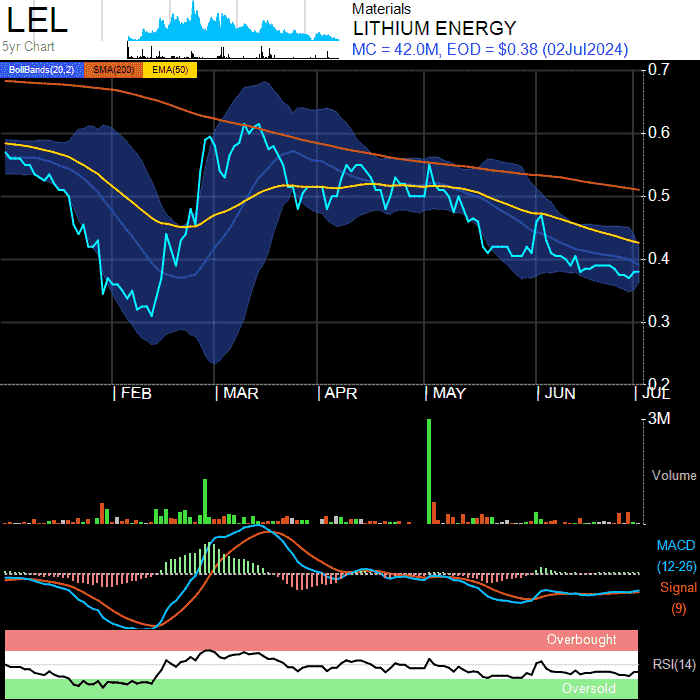 LEL
5yr Chart
Materials
LITHIUM ENERGY
MC = 42.0M, EOD = $0.38 (02Jul2024)
BollBands(20,2) SMA(200) EMA(50)
0.7
0.6
0.5
0.4
0.3
0.2
FEB MAR APR MAY JUN JUL
3M
Volume
MACD
(12-26)
Signal
(9)
Overbought
RSI(14)
Oversold